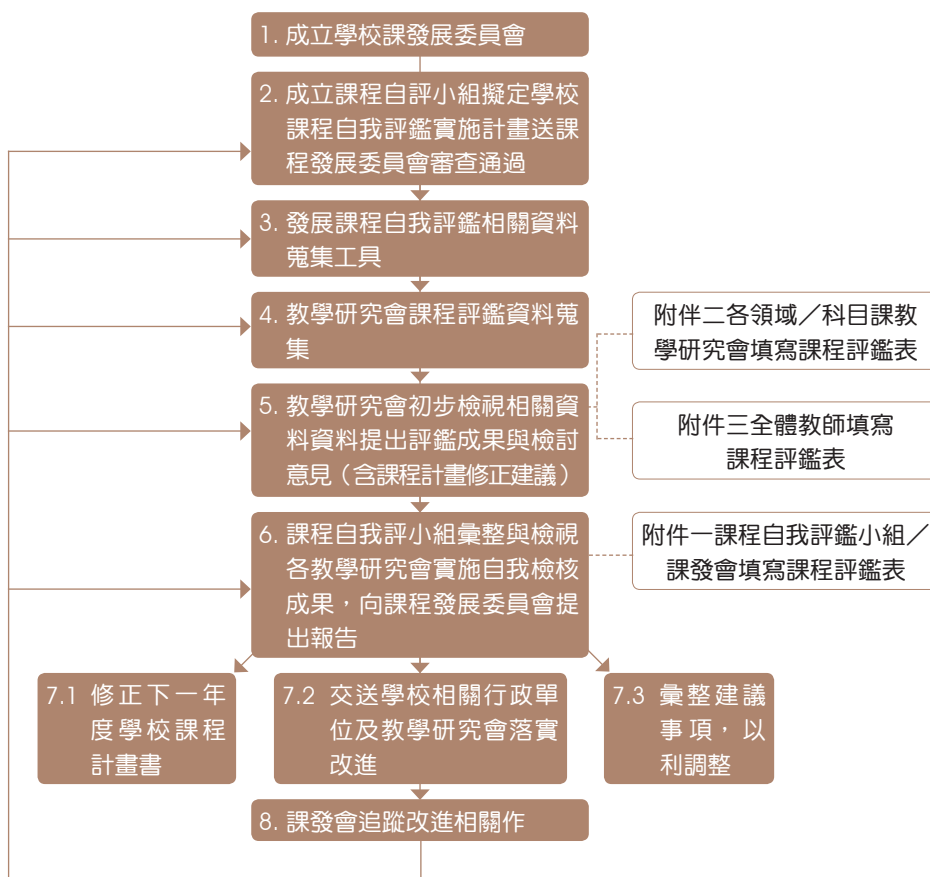 1. 成立學校課發展委員會
2. 成立課程自評小組擬定學校
課程自我評鑑實施計畫送課
程發展委員會審查通過
3. 發展課程自我評鑑相關資料
蒐集工具
4. 教學研究會課程評鑑資料蒐
集
附伴二各領域／科目課教
學研究會填寫課程評鑑表
5. 教學研究會初步檢視相關資
料資料提出評鑑成果與檢討
意見（含課程計畫修正建議）
附件三全體教師填寫
課程評鑑表
6. 課程自我評小組彙整與檢視
各教學研究會實施自我檢核
成果，向課程發展委員會提
出報告
附件一課程自我評鑑小組／
課發會填寫課程評鑑表
7.1 修正下一年
度學校課程
計畫書
7.2 交送學校相關行政單
位及教學研究會落實
改進
7.3 彙整建議
事項，以
利調整
8. 課發會追蹤改進相關作